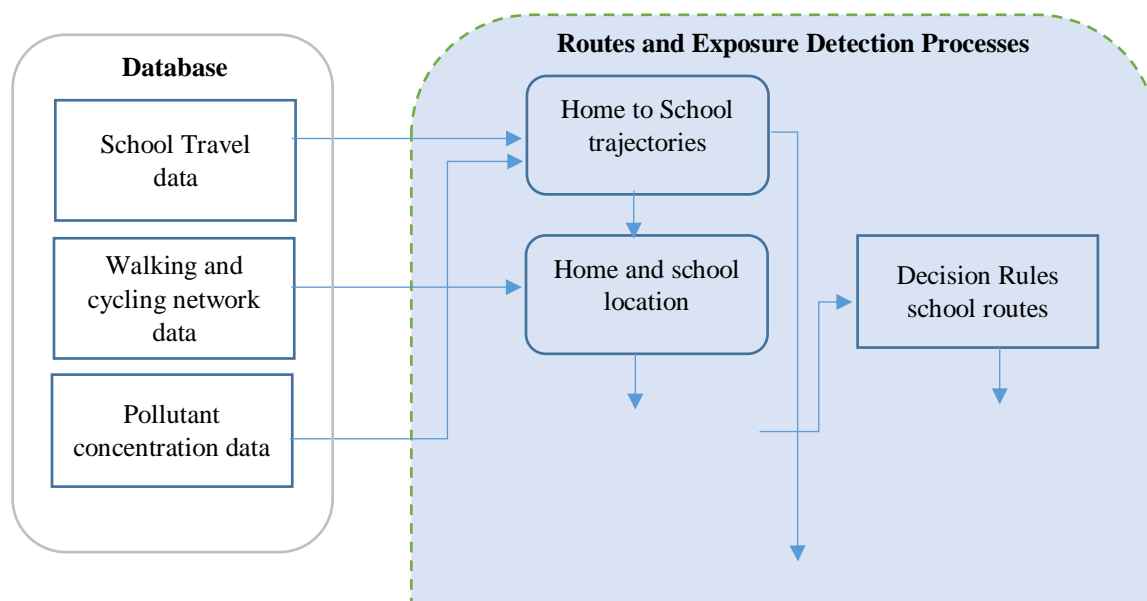 Database
School Travel
data
Walking and
cycling network
data
Pollutant
concentration data
Routes and Exposure Detection Processes
Home to School
trajectories
Home and school
location
Decision Rules
school routes